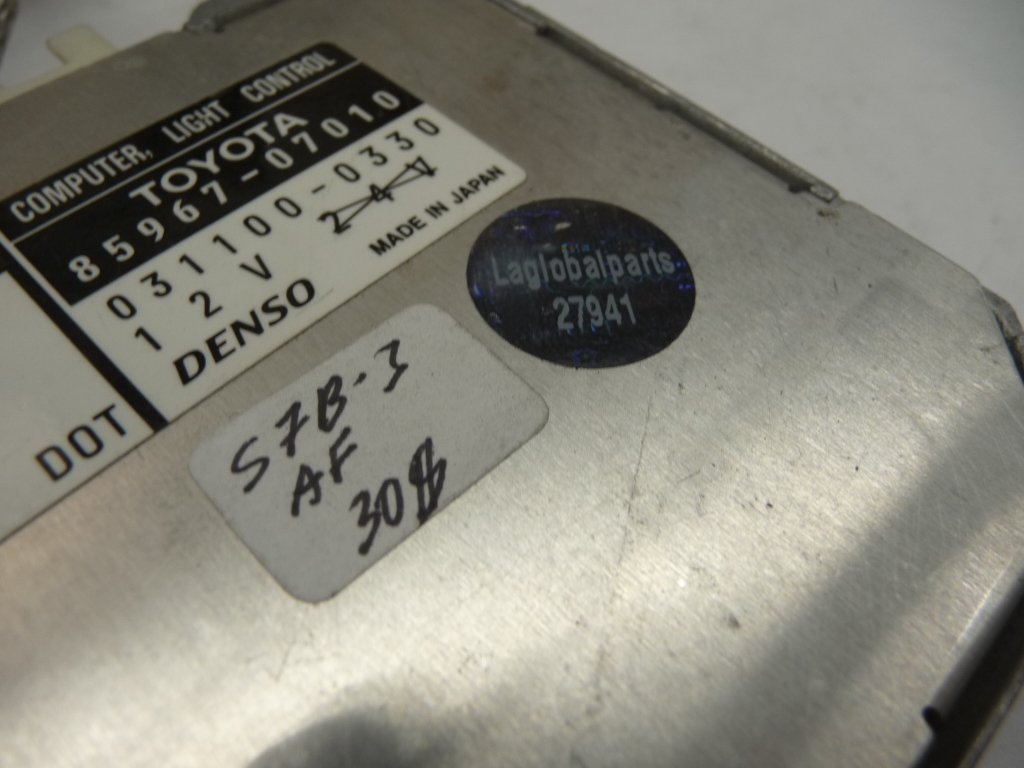 COMPUTER, LIGHT CONTROL
TOYOTA
85967-07010
031100-0330
12V
DENSO
MADE IN JAPAN
DOT
Laglobalparts
27941
S7B-3
AF
30$